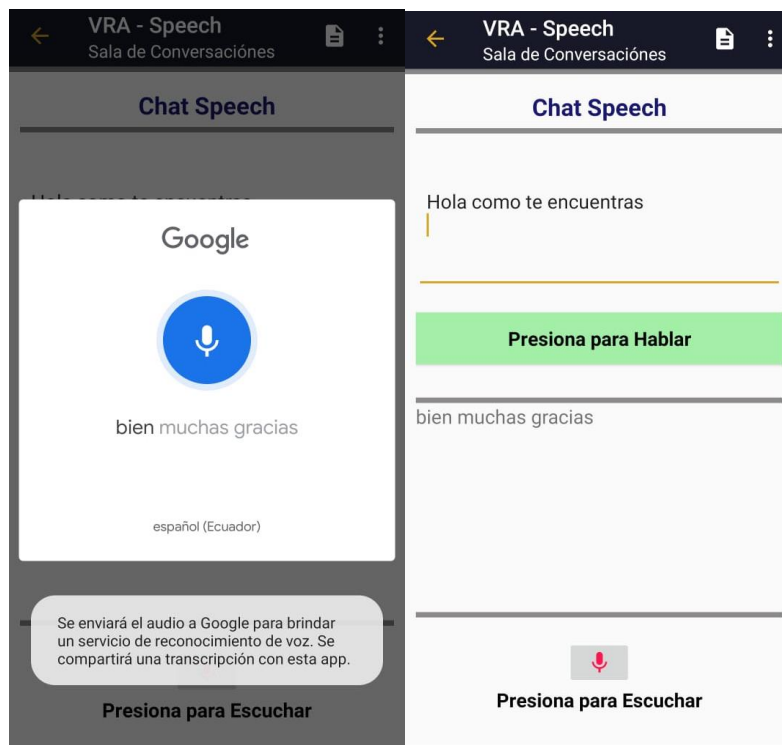 VRA - Speech
Sala de Conversaciónes
Chat Speech
Google
bien muchas gracias
español (Ecuador)
Se enviará el audio a Google para brindar
un servicio de reconocimiento de voz. Se
compartirá una transcripción con esta app.
Presiona para Escuchar
VRA - Speech
Sala de Conversaciónes
Chat Speech
Hola como te encuentras
Presiona para Hablar
bien muchas gracias
Presiona para Escuchar